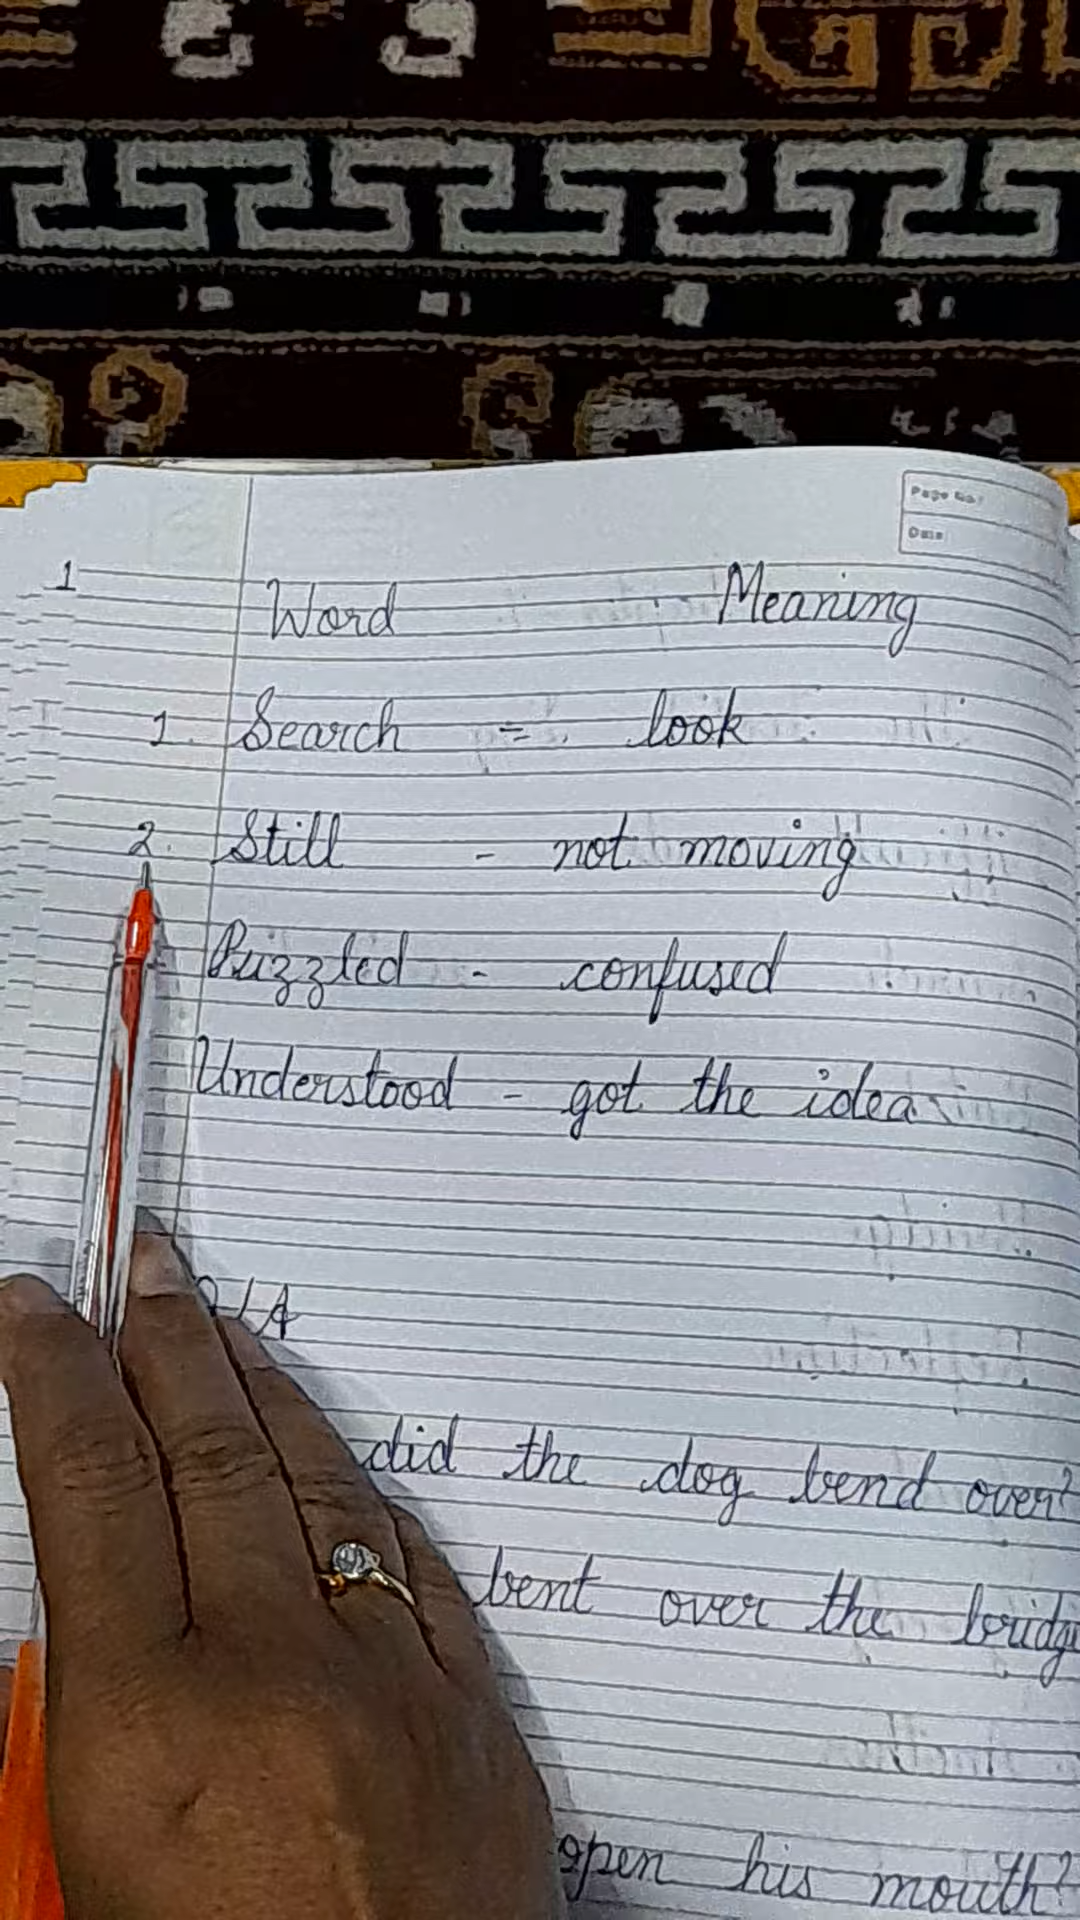 Page No:
Date
1
Word Meaning
1. Search = look
2. Still - not moving
Puzzled - confused
Understood - got the idea
Q/A
did the dog bend over?
bent over the
open his mouth?